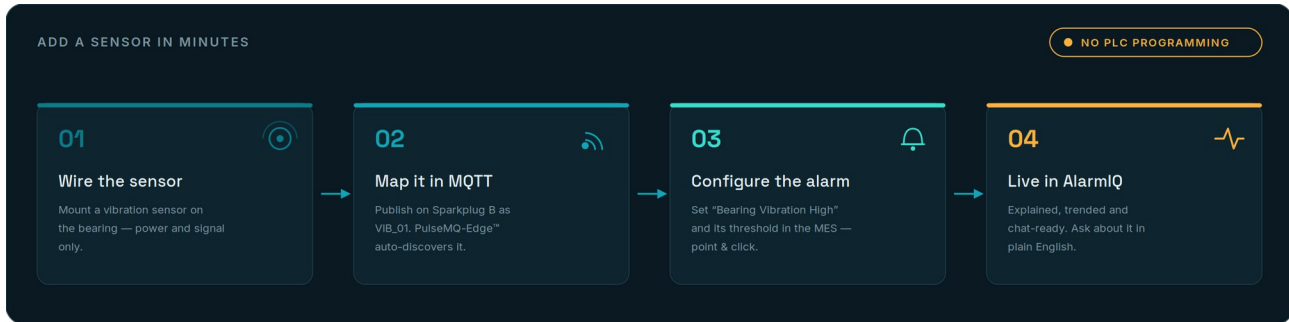 ADD A SENSOR IN MINUTES
NO PLC PROGRAMMING
01
Wire the sensor
Mount a vibration sensor on
the bearing — power and signal
only.
02
Map it in MQTT
Publish on Sparkplug B as
VIB_01. PulseMQ-Edge™
auto-discovers it.
03
Configure the alarm
Set “Bearing Vibration High”
and its threshold in the MES —
point & click.
04
Live in AlarmIQ
Explained, trended and
chat-ready. Ask about it in
plain English.